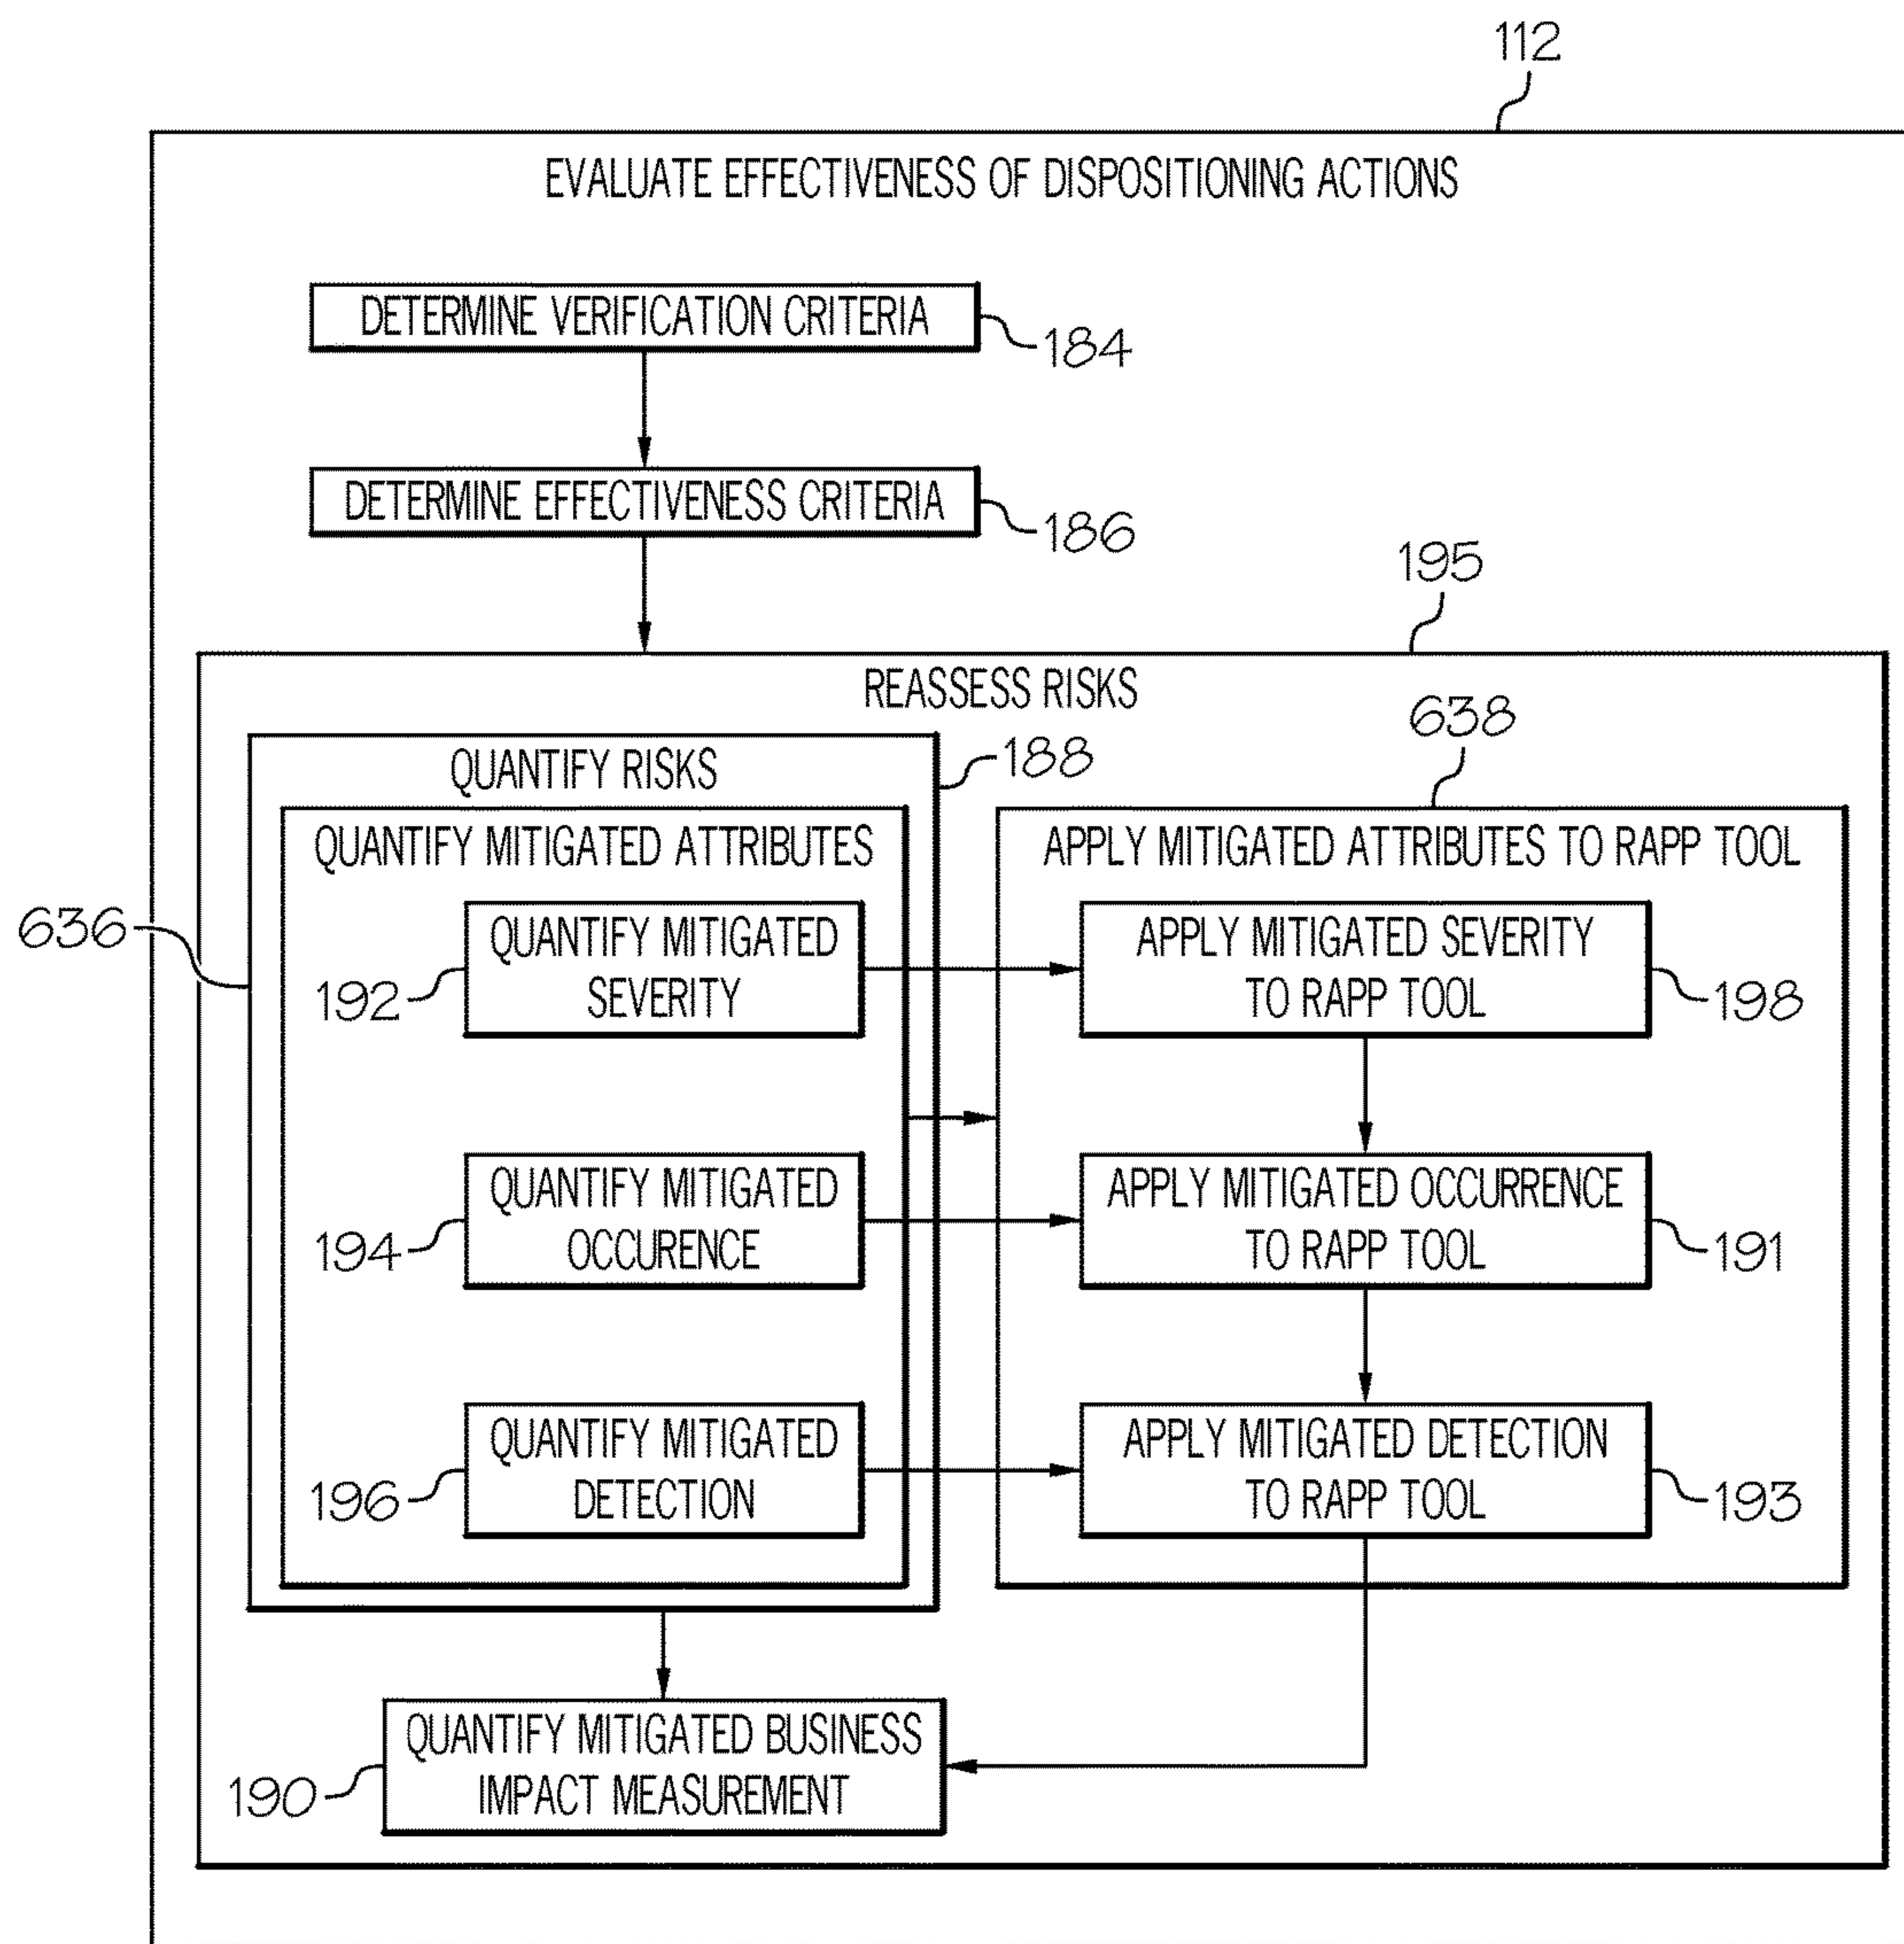 112
EVALUATE EFFECTIVENESS OF DISPOSITIONING ACTIONS
DETERMINE VERIFICATION CRITERIA
184
DETERMINE EFFECTIVENESS CRITERIA
186
195
REASSESS RISKS
638
QUANTIFY RISKS
188
QUANTIFY MITIGATED ATTRIBUTES
APPLY MITIGATED ATTRIBUTES TO RAPP TOOL
636
QUANTIFY MITIGATED
SEVERITY
192
APPLY MITIGATED SEVERITY
TO RAPP TOOL
198
QUANTIFY MITIGATED
OCCURENCE
194
APPLY MITIGATED OCCURRENCE
TO RAPP TOOL
191
QUANTIFY MITIGATED
DETECTION
196
APPLY MITIGATED DETECTION
TO RAPP TOOL
193
QUANTIFY MITIGATED BUSINESS
IMPACT MEASUREMENT
190